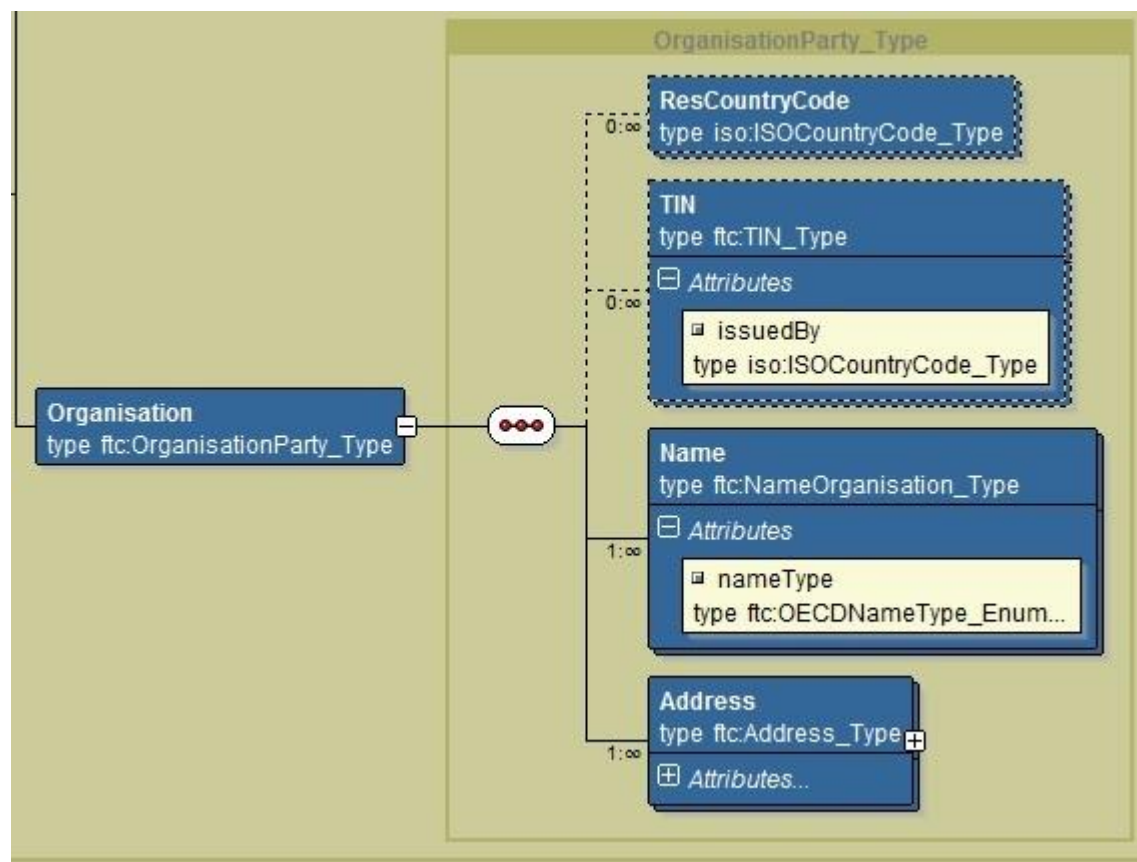 OrganisationParty_Type
ResCountryCode
0:∞
type iso:ISOCountryCode_Type
TIN
type ftc:TIN_Type
Attributes
0:∞
issuedBy
type iso:ISOCountryCode_Type
Organisation
type ftc:OrganisationParty_Type
Name
type ftc:NameOrganisation_Type
Attributes
1:∞
nameType
type ftc:OECDNameType_Enum...
Address
type ftc:Address_Type
1:∞
Attributes...